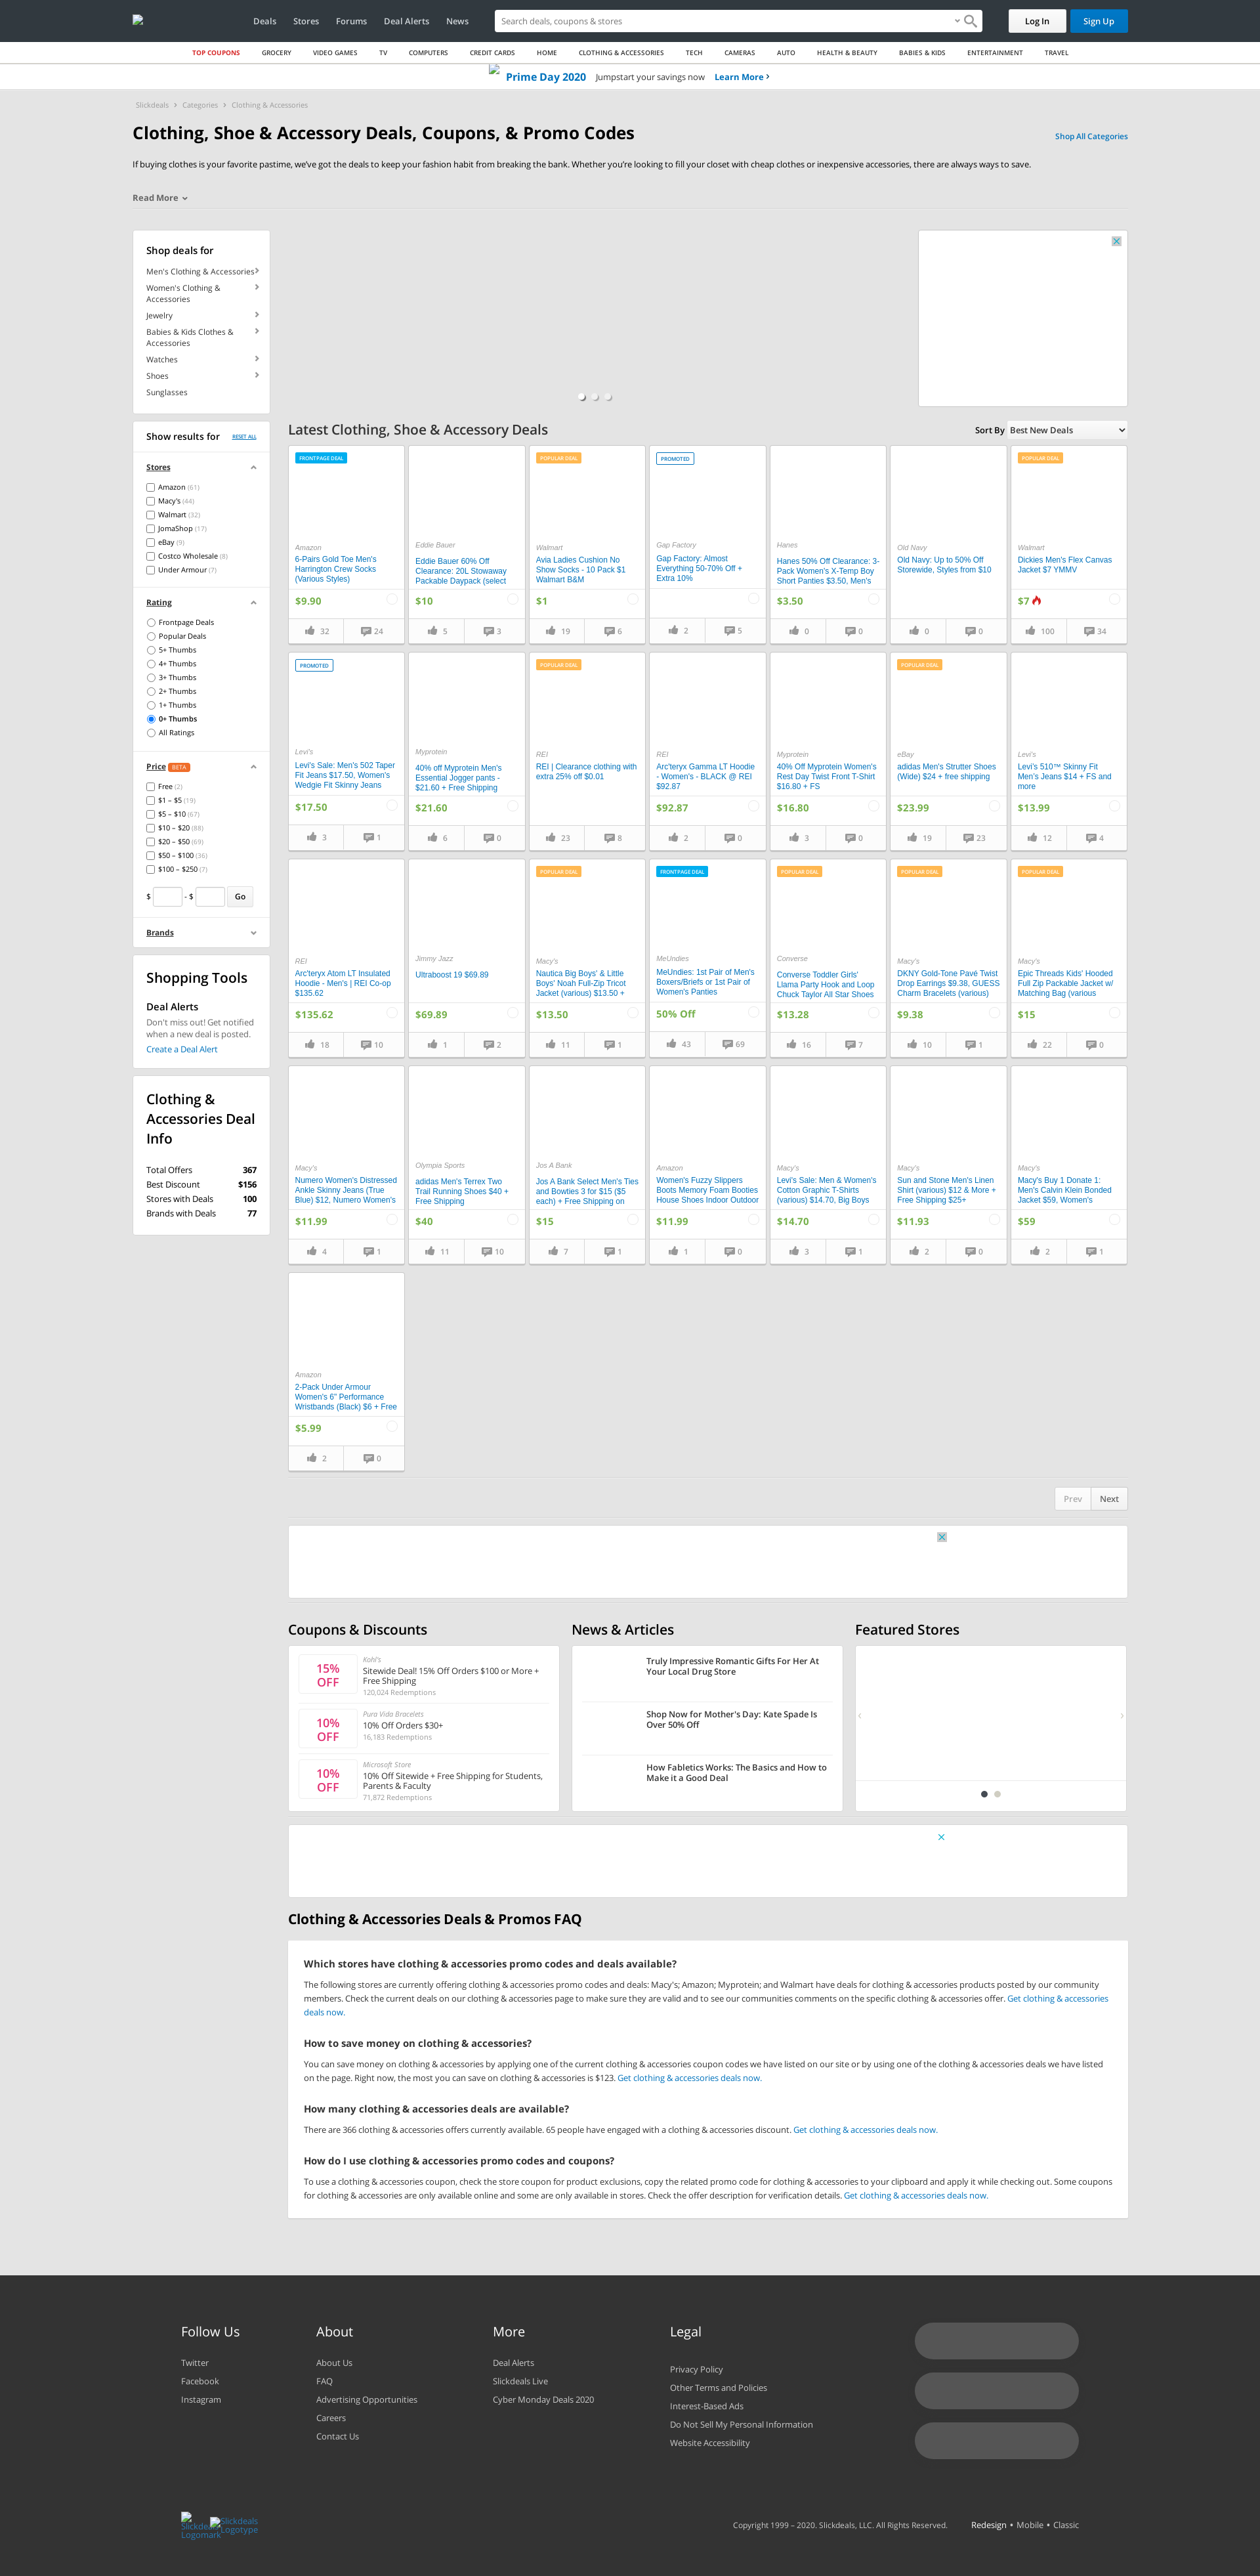 Deals Stores Forums Deal Alerts News Search deals, coupons & stores Log In Sign Up
TOP COUPONS GROCERY VIDEO GAMES TV COMPUTERS CREDIT CARDS HOME CLOTHING & ACCESSORIES TECH CAMERAS AUTO HEALTH & BEAUTY BABIES & KIDS ENTERTAINMENT TRAVEL
Prime Day 2020 Jumpstart your savings now Learn More
Slickdeals Categories Clothing & Accessories
Clothing, Shoe & Accessory Deals, Coupons, & Promo Codes
Shop All Categories
If buying clothes is your favorite pastime, we've got the deals to keep your fashion habit from breaking the bank. Whether you're looking to fill your closet with cheap clothes or inexpensive accessories, there are always ways to save.
Read More
Shop deals for
Men's Clothing & Accessories
Women's Clothing &
Accessories
Jewelry
Babies & Kids Clothes &
Accessories
Watches
Shoes
Sunglasses
Show results for RESET ALL
Stores
Amazon (61)
Macy's (44)
Walmart (32)
JomaShop (17)
eBay (9)
Costco Wholesale (8)
Under Armour (7)
Rating
Frontpage Deals
Popular Deals
5+ Thumbs
4+ Thumbs
3+ Thumbs
2+ Thumbs
1+ Thumbs
0+ Thumbs
All Ratings
Price BETA
Free (2)
$1 – $5 (19)
$5 – $10 (67)
$10 – $20 (88)
$20 – $50 (69)
$50 – $100 (36)
$100 – $250 (7)
$ - $ Go
Brands
Shopping Tools
Deal Alerts
Don't miss out! Get notified
when a new deal is posted.
Create a Deal Alert
Clothing &
Accessories Deal
Info
Total Offers 367
Best Discount $156
Stores with Deals 100
Brands with Deals 77
Latest Clothing, Shoe & Accessory Deals
Sort By Best New Deals
FRONTPAGE DEAL
Amazon
6-Pairs Gold Toe Men's
Harrington Crew Socks
(Various Styles)
$9.90
32 24
Eddie Bauer
Eddie Bauer 60% Off
Clearance: 20L Stowaway
Packable Daypack (select
$10
5 3
POPULAR DEAL
Walmart
Avia Ladies Cushion No
Show Socks - 10 Pack $1
Walmart B&M
$1
19 6
PROMOTED
Gap Factory
Gap Factory: Almost
Everything 50-70% Off +
Extra 10%
2 5
Hanes
Hanes 50% Off Clearance: 3-
Pack Women's X-Temp Boy
Short Panties $3.50, Men's
$3.50
0 0
Old Navy
Old Navy: Up to 50% Off
Storewide, Styles from $10
0 0
POPULAR DEAL
Walmart
Dickies Men's Flex Canvas
Jacket $7 YMMV
$7
100 34
PROMOTED
Levi's
Levi's Sale: Men's 502 Taper
Fit Jeans $17.50, Women's
Wedgie Fit Skinny Jeans
$17.50
3 1
Myprotein
40% off Myprotein Men's
Essential Jogger pants -
$21.60 + Free Shipping
$21.60
6 0
POPULAR DEAL
REI
REI | Clearance clothing with
extra 25% off $0.01
23 8
REI
Arc'teryx Gamma LT Hoodie
- Women's - BLACK @ REI
$92.87
$92.87
2 0
Myprotein
40% Off Myprotein Women's
Rest Day Twist Front T-Shirt
$16.80 + FS
$16.80
3 0
POPULAR DEAL
eBay
adidas Men's Strutter Shoes
(Wide) $24 + free shipping
$23.99
19 23
Levi's
Levi's 510™ Skinny Fit
Men's Jeans $14 + FS and
more
$13.99
12 4
REI
Arc'teryx Atom LT Insulated
Hoodie - Men's | REI Co-op
$135.62
$135.62
18 10
Jimmy Jazz
Ultraboost 19 $69.89
$69.89
1 2
POPULAR DEAL
Macy's
Nautica Big Boys' & Little
Boys' Noah Full-Zip Tricot
Jacket (various) $13.50 +
$13.50
11 1
FRONTPAGE DEAL
MeUndies
MeUndies: 1st Pair of Men's
Boxers/Briefs or 1st Pair of
Women's Panties
50% Off
43 69
POPULAR DEAL
Converse
Converse Toddler Girls'
Llama Party Hook and Loop
Chuck Taylor All Star Shoes
$13.28
16 7
POPULAR DEAL
Macy's
DKNY Gold-Tone Pavé Twist
Drop Earrings $9.38, GUESS
Charm Bracelets (various)
$9.38
10 1
POPULAR DEAL
Macy's
Epic Threads Kids' Hooded
Full Zip Packable Jacket w/
Matching Bag (various
$15
22 0
Macy's
Numero Women's Distressed
Ankle Skinny Jeans (True
Blue) $12, Numero Women's
$11.99
4 1
Olympia Sports
adidas Men's Terrex Two
Trail Running Shoes $40 +
Free Shipping
$40
11 10
Jos A Bank
Jos A Bank Select Men's Ties
and Bowties 3 for $15 ($5
each) + Free Shipping on
$15
7 1
Amazon
Women's Fuzzy Slippers
Boots Memory Foam Booties
House Shoes Indoor Outdoor
$11.99
1 0
Macy's
Levi's Sale: Men & Women's
Cotton Graphic T-Shirts
(various) $14.70, Big Boys
$14.70
3 1
Macy's
Sun and Stone Men's Linen
Shirt (various) $12 & More +
Free Shipping $25+
$11.93
2 0
Macy's
Macy's Buy 1 Donate 1:
Men's Calvin Klein Bonded
Jacket $59, Women's
$59
2 1
Amazon
2-Pack Under Armour
Women's 6" Performance
Wristbands (Black) $6 + Free
$5.99
2 0
Prev Next
Coupons & Discounts
15%
OFF
Kohl's
Sitewide Deal! 15% Off Orders $100 or More +
Free Shipping
120,024 Redemptions
10%
OFF
Pura Vida Bracelets
10% Off Orders $30+
16,183 Redemptions
10%
OFF
Microsoft Store
10% Off Sitewide + Free Shipping for Students,
Parents & Faculty
71,872 Redemptions
News & Articles
Truly Impressive Romantic Gifts For Her At
Your Local Drug Store
Shop Now for Mother's Day: Kate Spade Is
Over 50% Off
How Fabletics Works: The Basics and How to
Make it a Good Deal
Featured Stores
Clothing & Accessories Deals & Promos FAQ
Which stores have clothing & accessories promo codes and deals available?
The following stores are currently offering clothing & accessories promo codes and deals: Macy's; Amazon; Myprotein; and Walmart have deals for clothing & accessories products posted by our community
members. Check the current deals on our clothing & accessories page to make sure they are valid and to see our communities comments on the specific clothing & accessories offer. Get clothing & accessories
deals now.
How to save money on clothing & accessories?
You can save money on clothing & accessories by applying one of the current clothing & accessories coupon codes we have listed on our site or by using one of the clothing & accessories deals we have listed
on the page. Right now, the most you can save on clothing & accessories is $123. Get clothing & accessories deals now.
How many clothing & accessories deals are available?
There are 366 clothing & accessories offers currently available. 65 people have engaged with a clothing & accessories discount. Get clothing & accessories deals now.
How do I use clothing & accessories promo codes and coupons?
To use a clothing & accessories coupon, check the store coupon for product exclusions, copy the related promo code for clothing & accessories to your clipboard and apply it while checking out. Some coupons
for clothing & accessories are only available online and some are only available in stores. Check the offer description for verification details. Get clothing & accessories deals now.
Follow Us
Twitter
Facebook
Instagram
About
About Us
FAQ
Advertising Opportunities
Careers
Contact Us
More
Deal Alerts
Slickdeals Live
Cyber Monday Deals 2020
Legal
Privacy Policy
Other Terms and Policies
Interest-Based Ads
Do Not Sell My Personal Information
Website Accessibility
Slickdeals
Logomark
Slickdeals
Logotype
Copyright 1999 – 2020. Slickdeals, LLC. All Rights Reserved. Redesign • Mobile • Classic